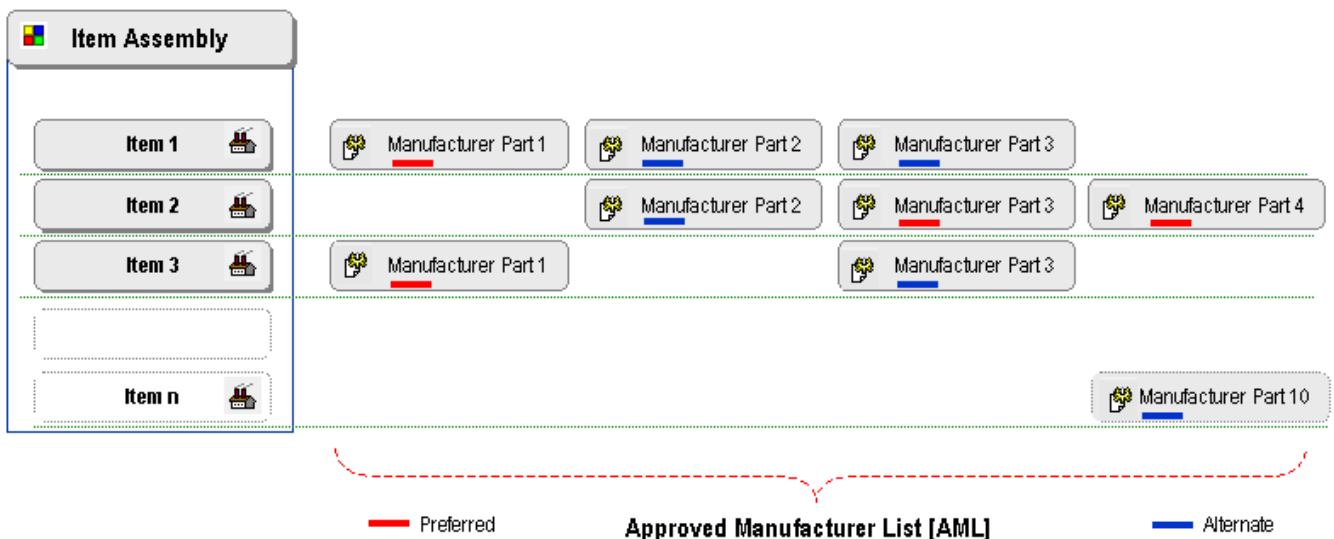 Item Assembly
Item 1 Manufacturer Part 1 Manufacturer Part 2 Manufacturer Part 3
Item 2 Manufacturer Part 2 Manufacturer Part 3 Manufacturer Part 4
Item 3 Manufacturer Part 1 Manufacturer Part 3
Item n Manufacturer Part 10
Preferred Approved Manufacturer List [AML] Alternate